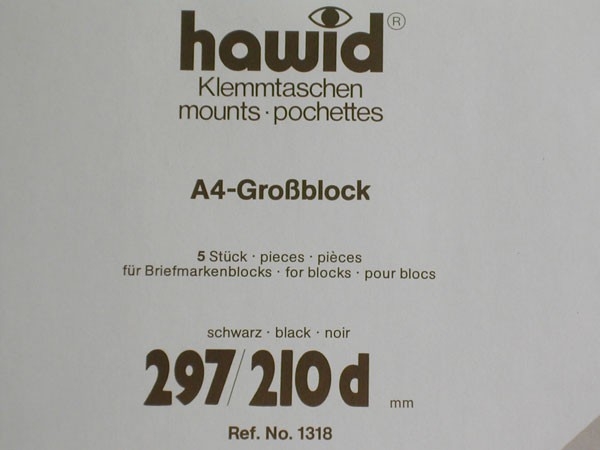 hawid ®
Klemmtaschen
mounts · pochettes
A4-Großblock
5 Stück · pieces · pièces
für Briefmarkenblocks · for blocks · pour blocs
schwarz · black · noir
297/210 d mm
Ref. No. 1318